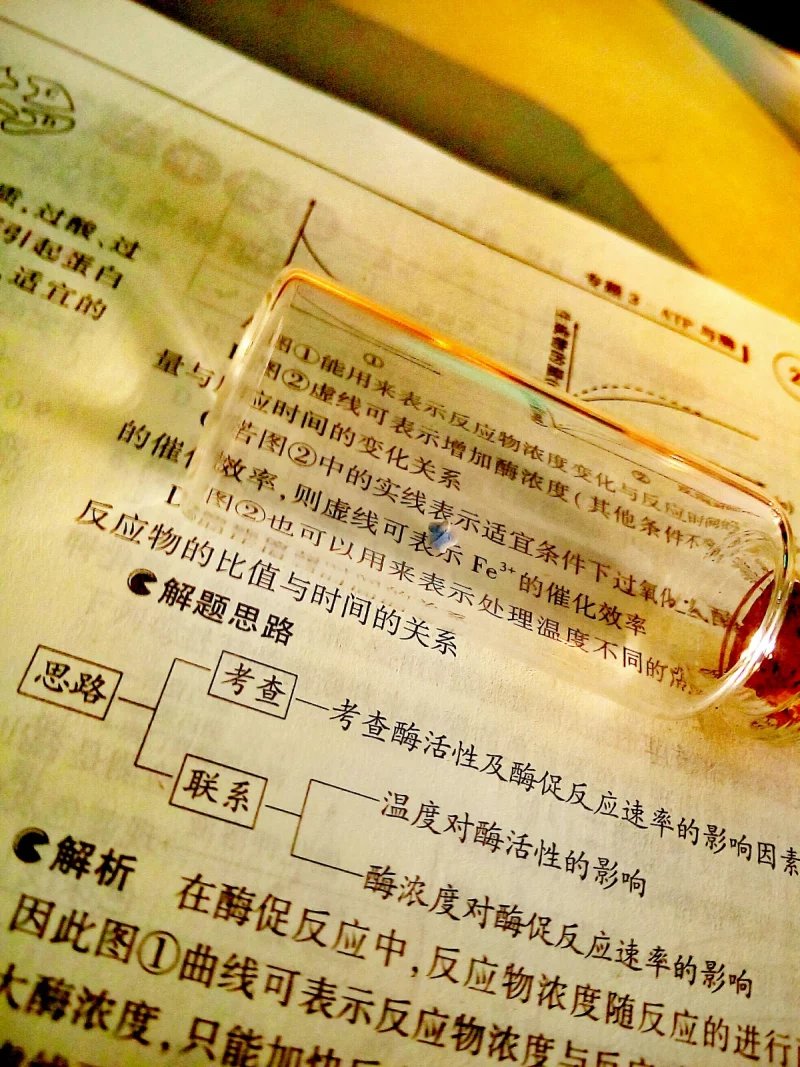 质,过酸、过
引起蛋白
适宜的
专题3 ATP与酶
①
②
图①能用来表示反应物浓度变化与反应时间的
图②虚线可表示增加酶浓度(其他条件不
量与
应时间的变化关系
若图②中的实线表示适宜条件下过氧化
的催
效率,则虚线可表示Fe³⁺的催化效率
D
图②也可以用来表示处理温度不同的
反应物的比值与时间的关系
解题思路
思路
考查
考查酶活性及酶促反应速率的影响因素
联系
温度对酶活性的影响
酶浓度对酶促反应速率的影响
解析 在酶促反应中,反应物浓度随反应的进行
因此图①曲线可表示反应物浓度与反
大酶浓度,只能加快